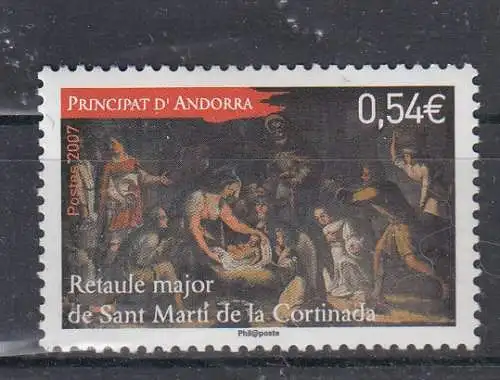 PRINCIPAT D'ANDORRA
0,54€
Postes 2007
Retaule major
de Sant Martí de la Cortinada
Phil@poste